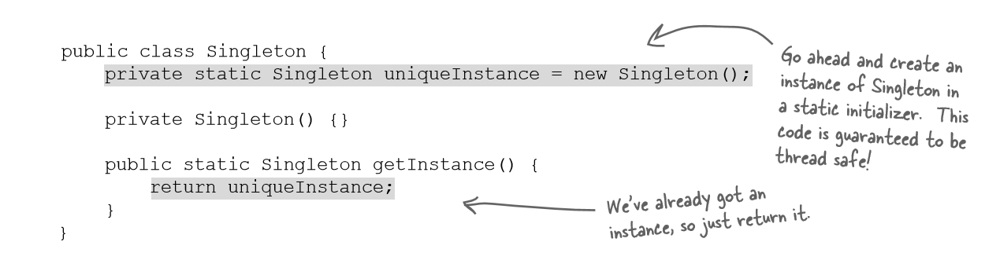 public class Singleton {
private static Singleton uniqueInstance = new Singleton();
private Singleton() {}
public static Singleton getInstance() {
return uniqueInstance;
}
}
Go ahead and create an
instance of Singleton in
a static initializer. This
code is guaranteed to be
thread safe!
We've already got an
instance, so just return it.